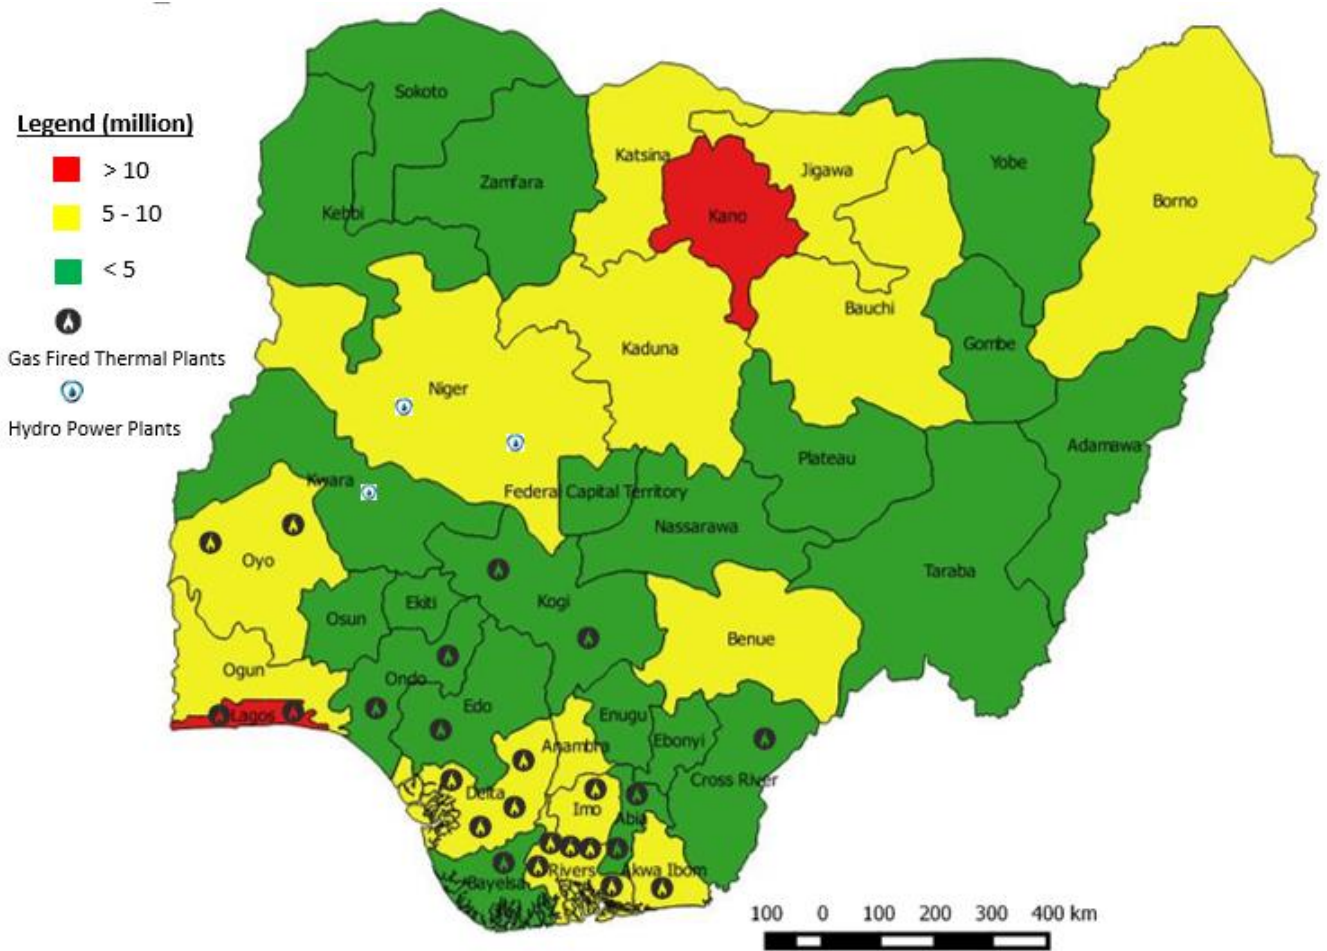 Legend (million)
> 10
5 - 10
< 5
Gas Fired Thermal Plants
Hydro Power Plants
Sokoto
Katsina
Jigawa
Yobe
Borno
Zamfara
Kebbi
Kano
Bauchi
Gombe
Kaduna
Niger
Adamawa
Plateau
Kwara
Federal Capital Territory
Nassarawa
Oyo
Taraba
Kogi
Ekiti
Osun
Benue
Ogun
Ondo
Edo
Lagos
Enugu
Ebonyi
Anambra
Cross River
Delta
Imo
Abia
Rivers
Akwa Ibom
Bayelsa
100 0 100 200 300 400 km